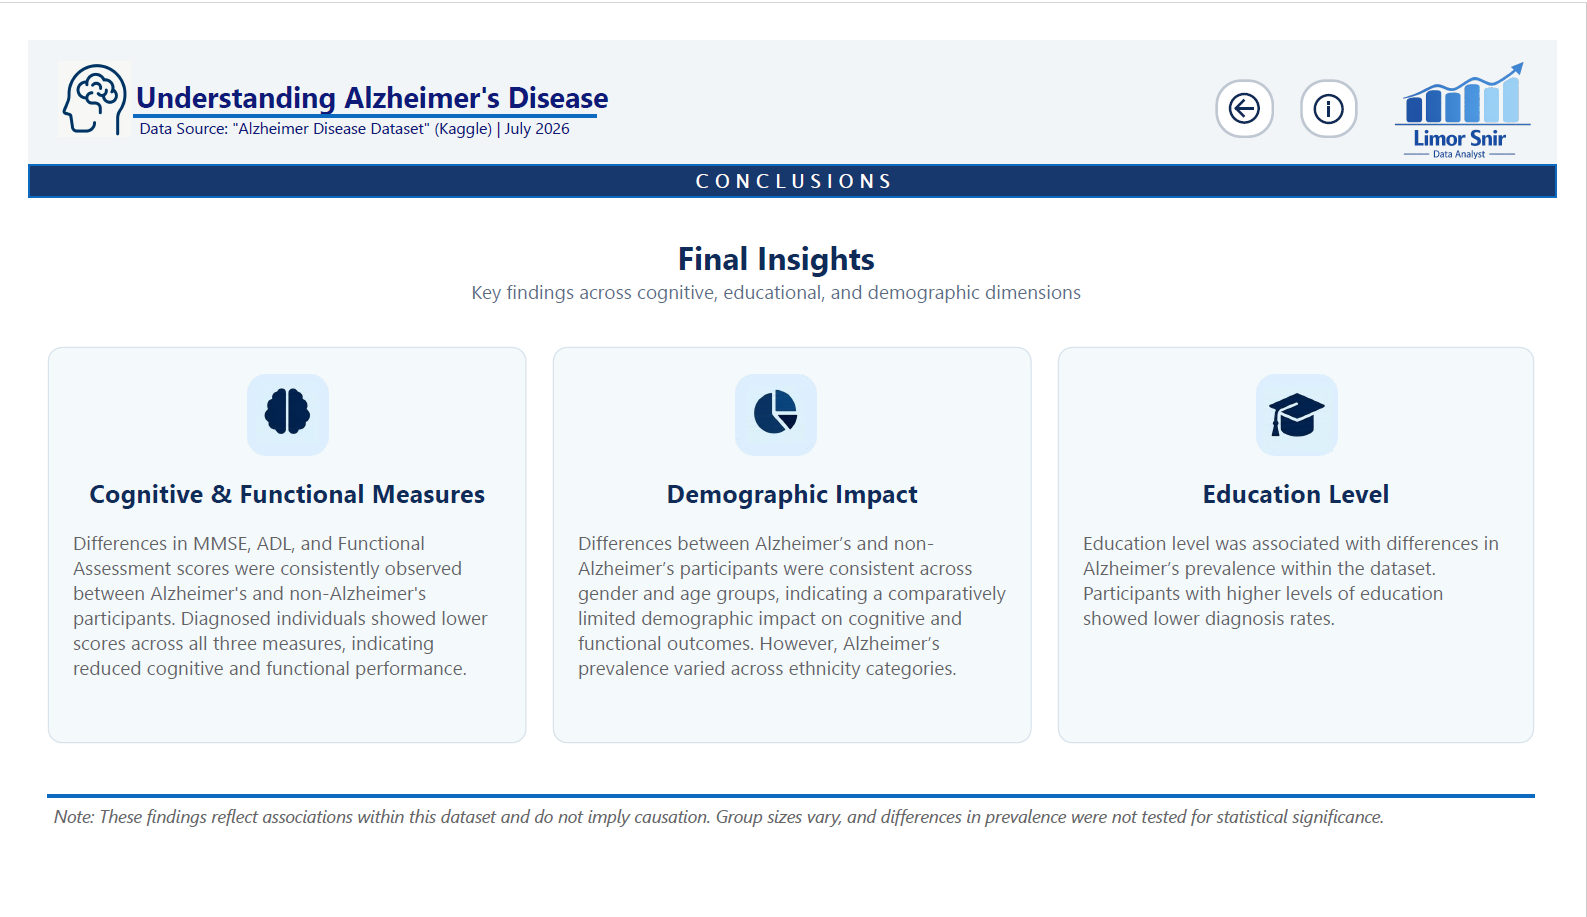 Understanding Alzheimer's Disease
Data Source: "Alzheimer Disease Dataset" (Kaggle) | July 2026
Limor Snir
Data Analyst
CONCLUSIONS
Final Insights
Key findings across cognitive, educational, and demographic dimensions
Cognitive & Functional Measures
Differences in MMSE, ADL, and Functional
Assessment scores were consistently observed
between Alzheimer's and non-Alzheimer's
participants. Diagnosed individuals showed lower
scores across all three measures, indicating
reduced cognitive and functional performance.
Demographic Impact
Differences between Alzheimer’s and non-
Alzheimer’s participants were consistent across
gender and age groups, indicating a comparatively
limited demographic impact on cognitive and
functional outcomes. However, Alzheimer’s
prevalence varied across ethnicity categories.
Education Level
Education level was associated with differences in
Alzheimer’s prevalence within the dataset.
Participants with higher levels of education
showed lower diagnosis rates.
Note: These findings reflect associations within this dataset and do not imply causation. Group sizes vary, and differences in prevalence were not tested for statistical significance.